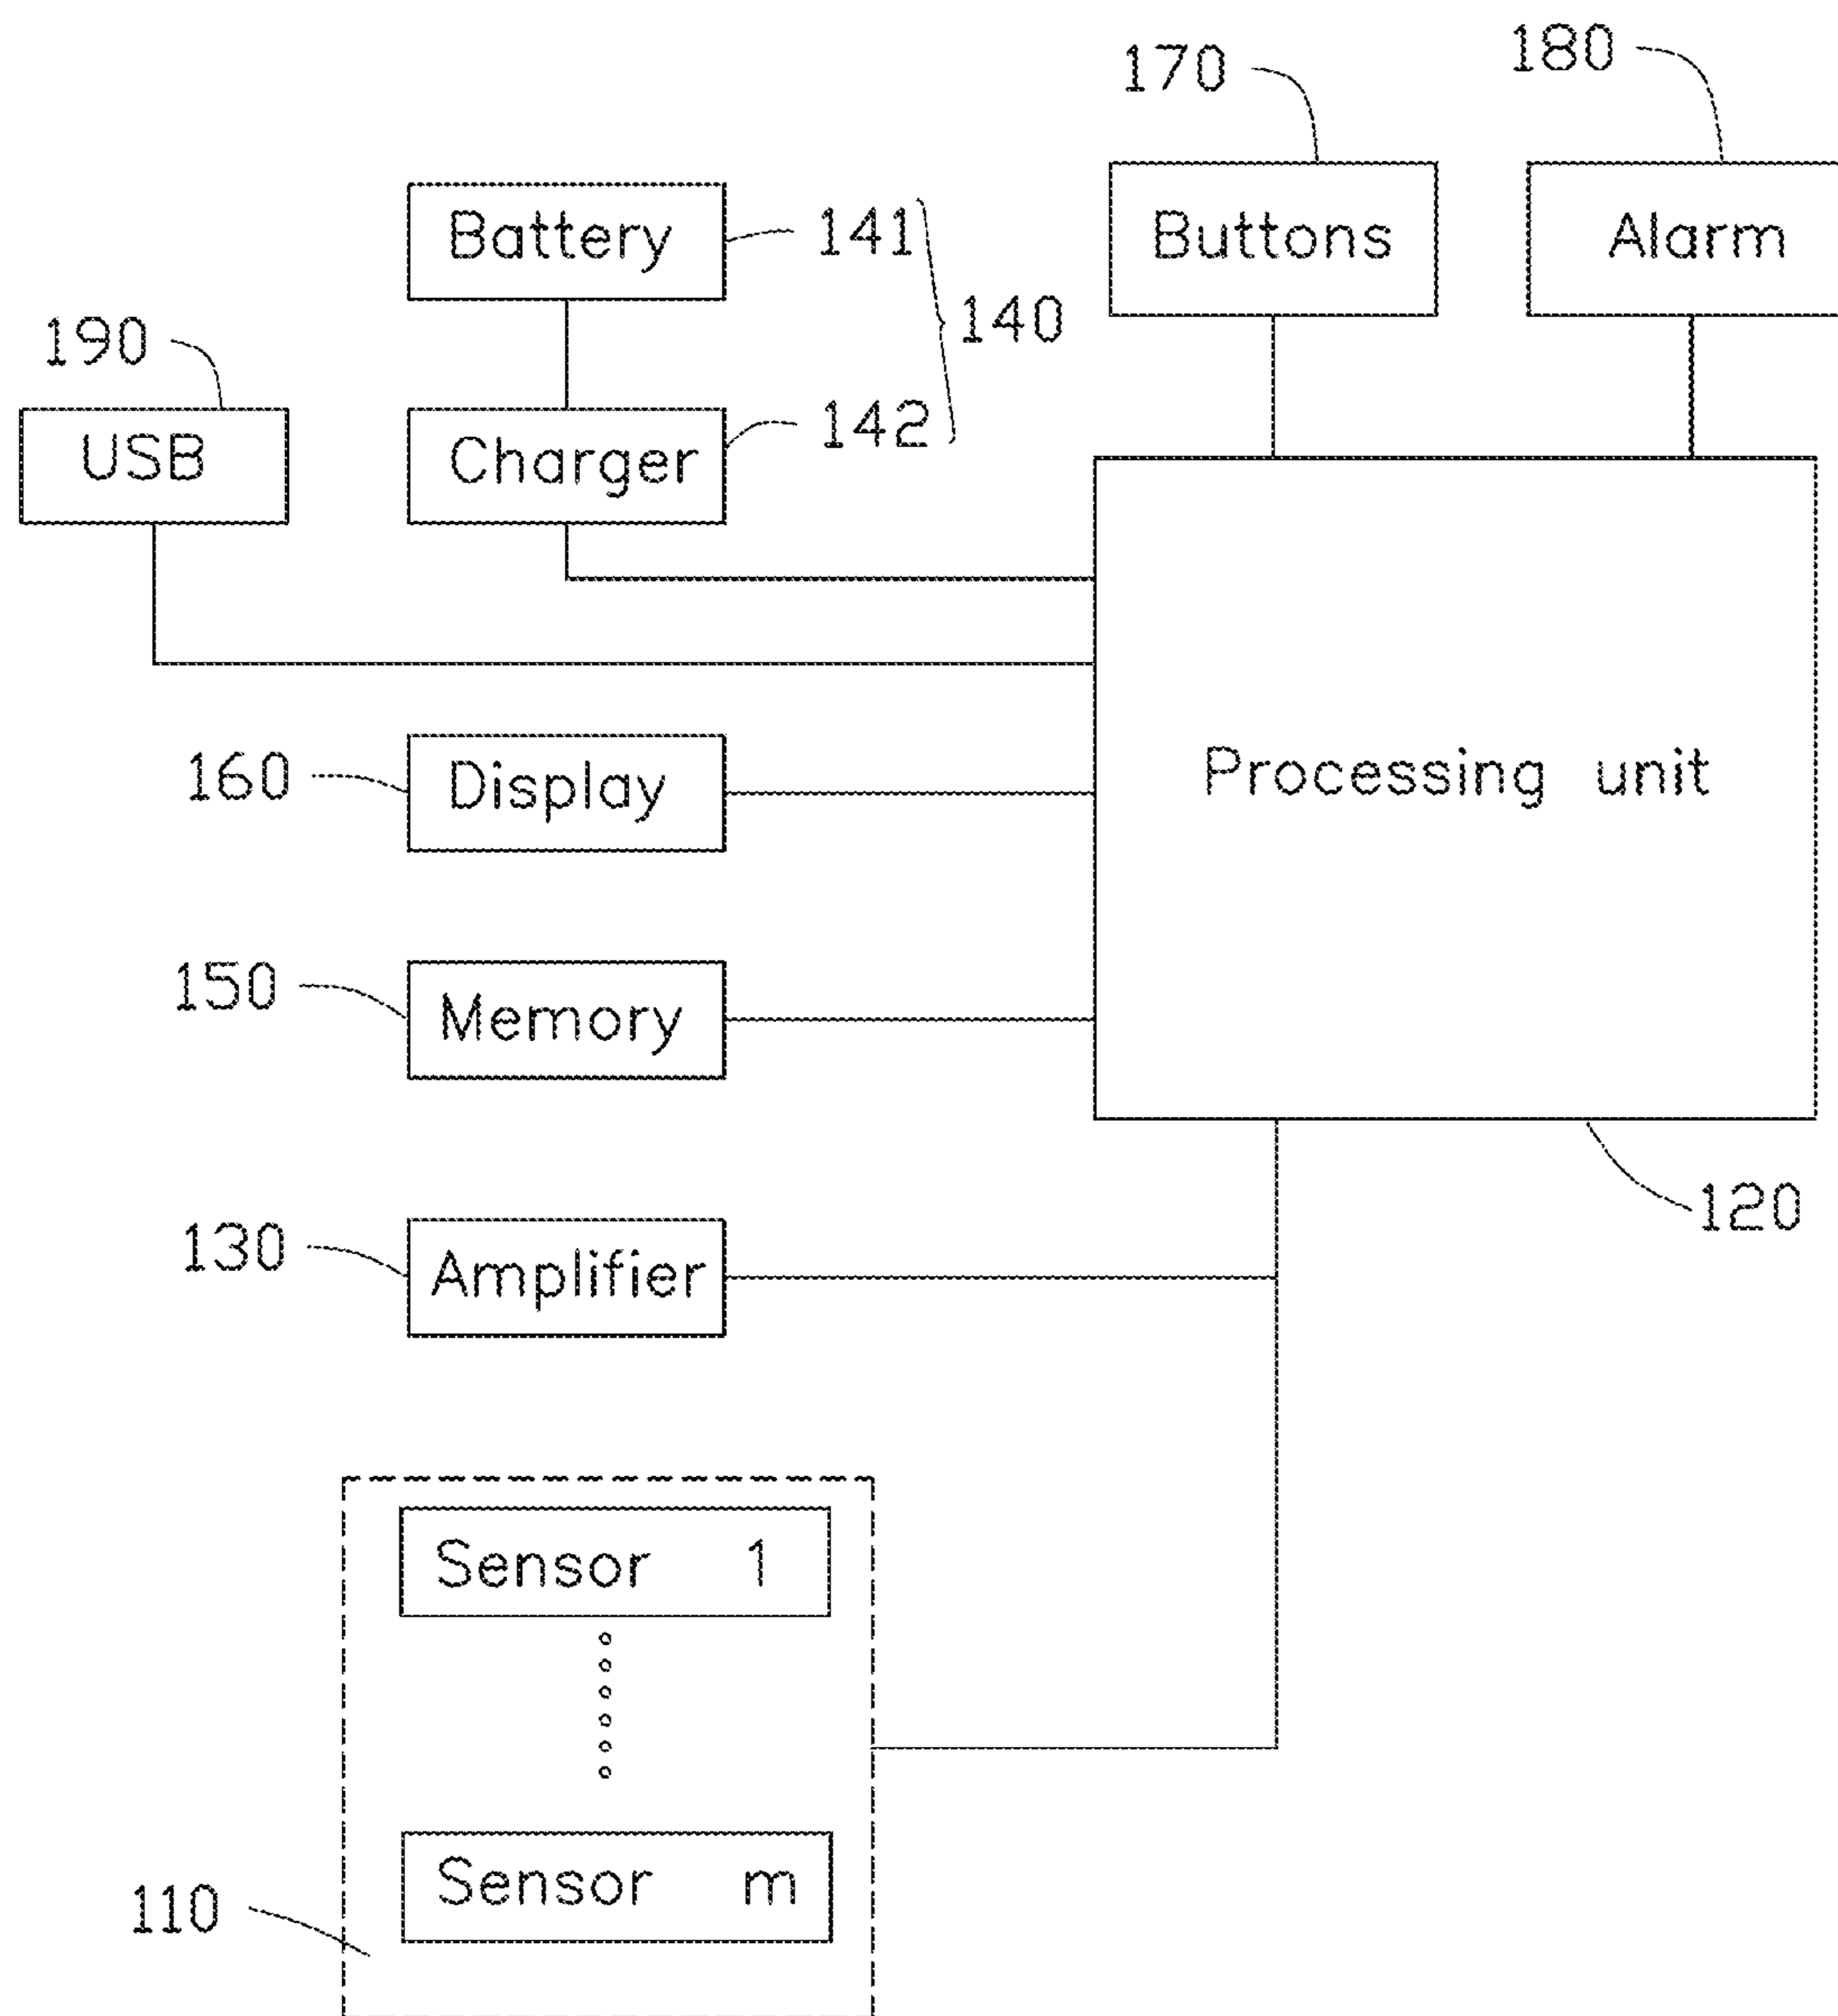 170
180
Battery
141
Buttons
Alarm
140
190
USB
Charger
142
160
Display
Processing unit
150
Memory
120
130
Amplifier
Sensor 1
Sensor m
110